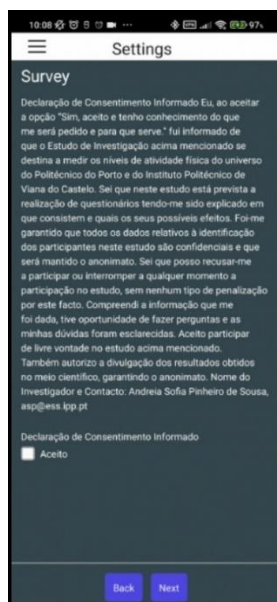 10:08
97%
Settings
Survey
Declaração de Consentimento Informado Eu, ao aceitar
a opção "Sim, aceito e tenho conhecimento do que
me será pedido e para que serve." fui informado de
que o Estudo de Investigação acima mencionado se
destina a medir os níveis de atividade física do universo
do Politécnico do Porto e do Instituto Politécnico de
Viana do Castelo. Sei que neste estudo está prevista a
realização de questionários tendo-me sido explicado em
que consistem e quais os seus possíveis efeitos. Foi-me
garantido que todos os dados relativos à identificação
dos participantes neste estudo são confidenciais e que
será mantido o anonimato. Sei que posso recusar-me
a participar ou interromper a qualquer momento a
participação no estudo, sem nenhum tipo de penalização
por este facto. Compreendi a informação que me
foi dada, tive oportunidade de fazer perguntas e as
minhas dúvidas foram esclarecidas. Aceito participar
de livre vontade no estudo acima mencionado.
Também autorizo a divulgação dos resultados obtidos
no meio científico, garantindo o anonimato. Nome do
Investigador e Contacto: Andreia Sofia Pinheiro de Sousa,
asp@ess.ipp.pt
Declaração de Consentimento Informado
Aceito
Back Next